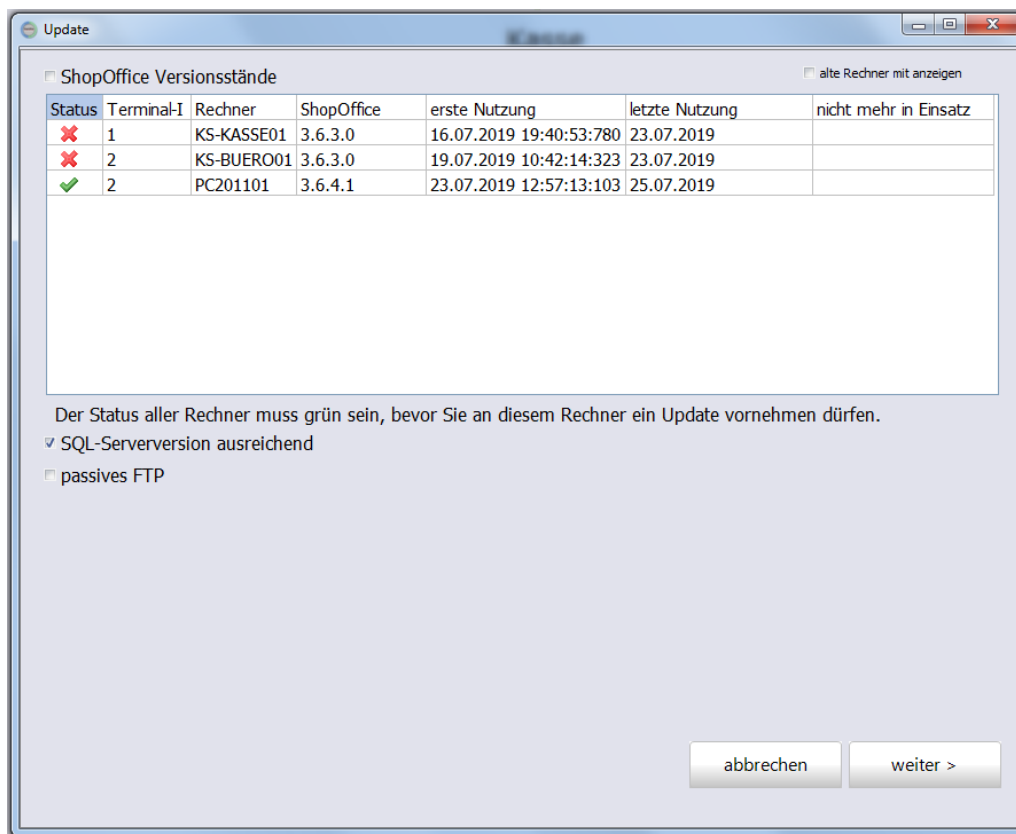 Update
Kasse
ShopOffice Versionsstände
alte Rechner mit anzeigen
Status Terminal-I Rechner ShopOffice erste Nutzung letzte Nutzung nicht mehr in Einsatz
1 KS-KASSE01 3.6.3.0 16.07.2019 19:40:53:780 23.07.2019
2 KS-BUERO01 3.6.3.0 19.07.2019 10:42:14:323 23.07.2019
2 PC201101 3.6.4.1 23.07.2019 12:57:13:103 25.07.2019
Der Status aller Rechner muss grün sein, bevor Sie an diesem Rechner ein Update vornehmen dürfen.
SQL-Serverversion ausreichend
passives FTP
abbrechen weiter >